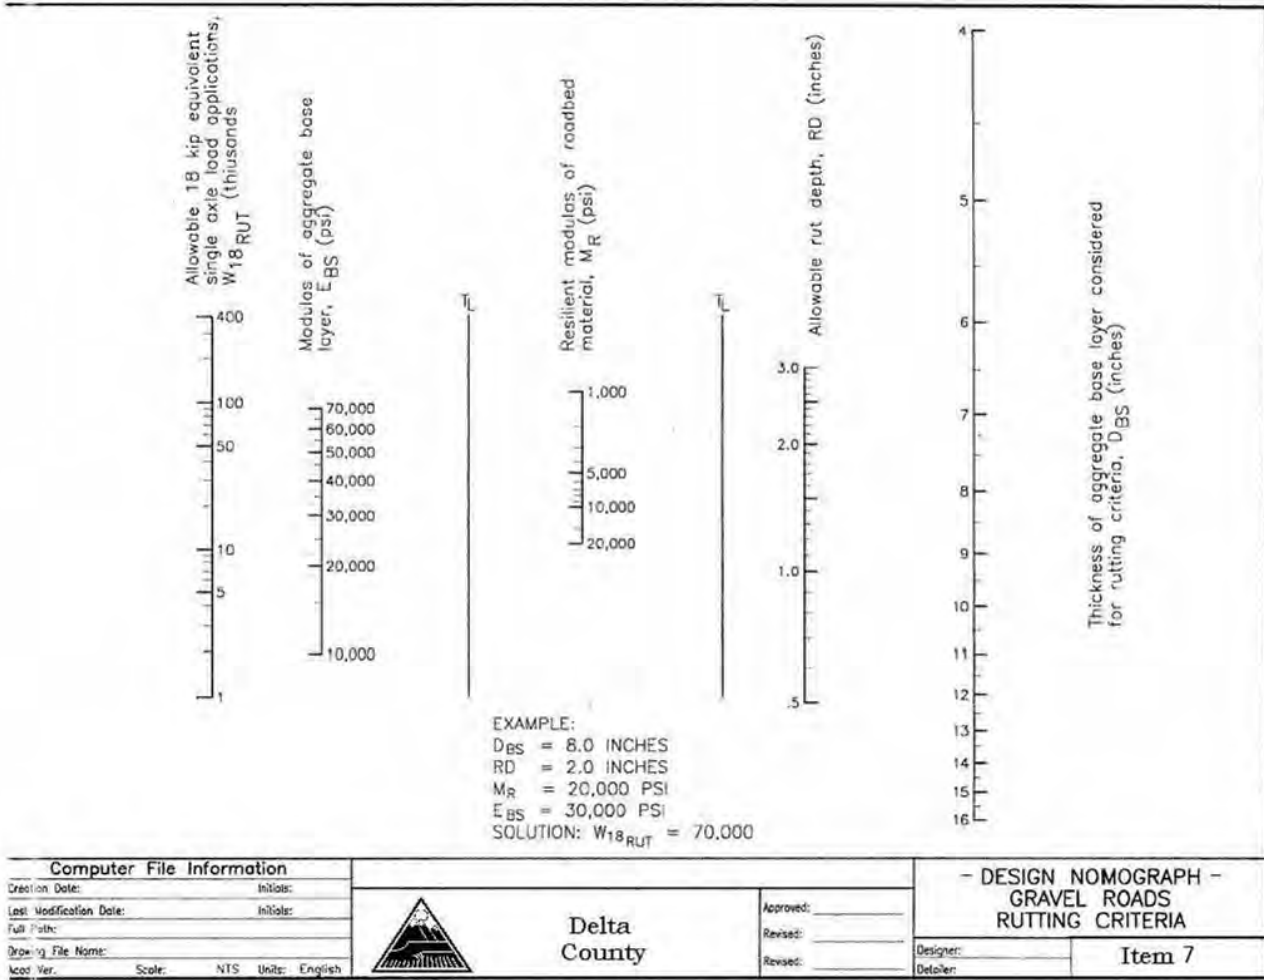 Allowable 18 kip equivalent
single axle load applications,
W18RUT (thiusands
400
100
50
10
5
1
Modulas of aggregate base
layer, EBS (psi)
70,000
60,000
50,000
40,000
30,000
20,000
10,000
TL
Resilient modulas of roadbed
material, MR (psi)
1,000
5,000
10,000
20,000
TL
Allowable rut depth, RD (inches)
3.0
2.0
1.0
.5
4
5
6
7
8
9
10
11
12
13
14
15
16
Thickness of aggregate base layer considered
for rutting criteria, DBS (inches)
EXAMPLE:
DBS = 8.0 INCHES
RD = 2.0 INCHES
MR = 20,000 PSI
EBS = 30,000 PSI
SOLUTION: W18RUT = 70.000
Computer File Information
Creation Date: Initials:
Last Modification Date: Initials:
Full Path:
Drawing File Name:
Acad Ver. Scale: NTS Units: English
Delta
County
Approved:
Revised:
Revised:
- DESIGN NOMOGRAPH -
GRAVEL ROADS
RUTTING CRITERIA
Designer:
Detailer:
Item 7